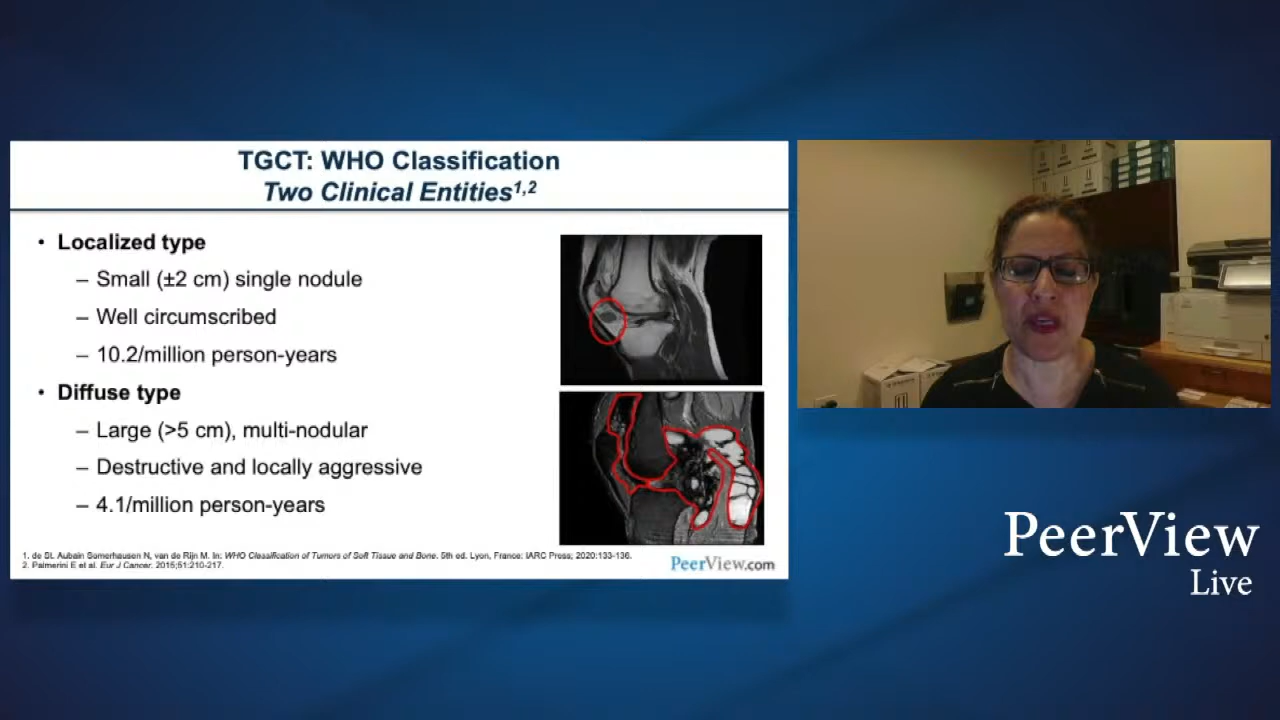 TGCT: WHO Classification
Two Clinical Entities1,2
• Localized type
– Small (±2 cm) single nodule
– Well circumscribed
– 10.2/million person-years
• Diffuse type
– Large (>5 cm), multi-nodular
– Destructive and locally aggressive
– 4.1/million person-years
1. de St. Aubain Somerhausen N, van de Rijn M. In: WHO Classification of Tumors of Soft Tissue and Bone. 5th ed. Lyon, France: IARC Press; 2020:133-136.
2. Palmerini E et al. Eur J Cancer. 2015;51:210-217.
PeerView.com
PeerView
Live